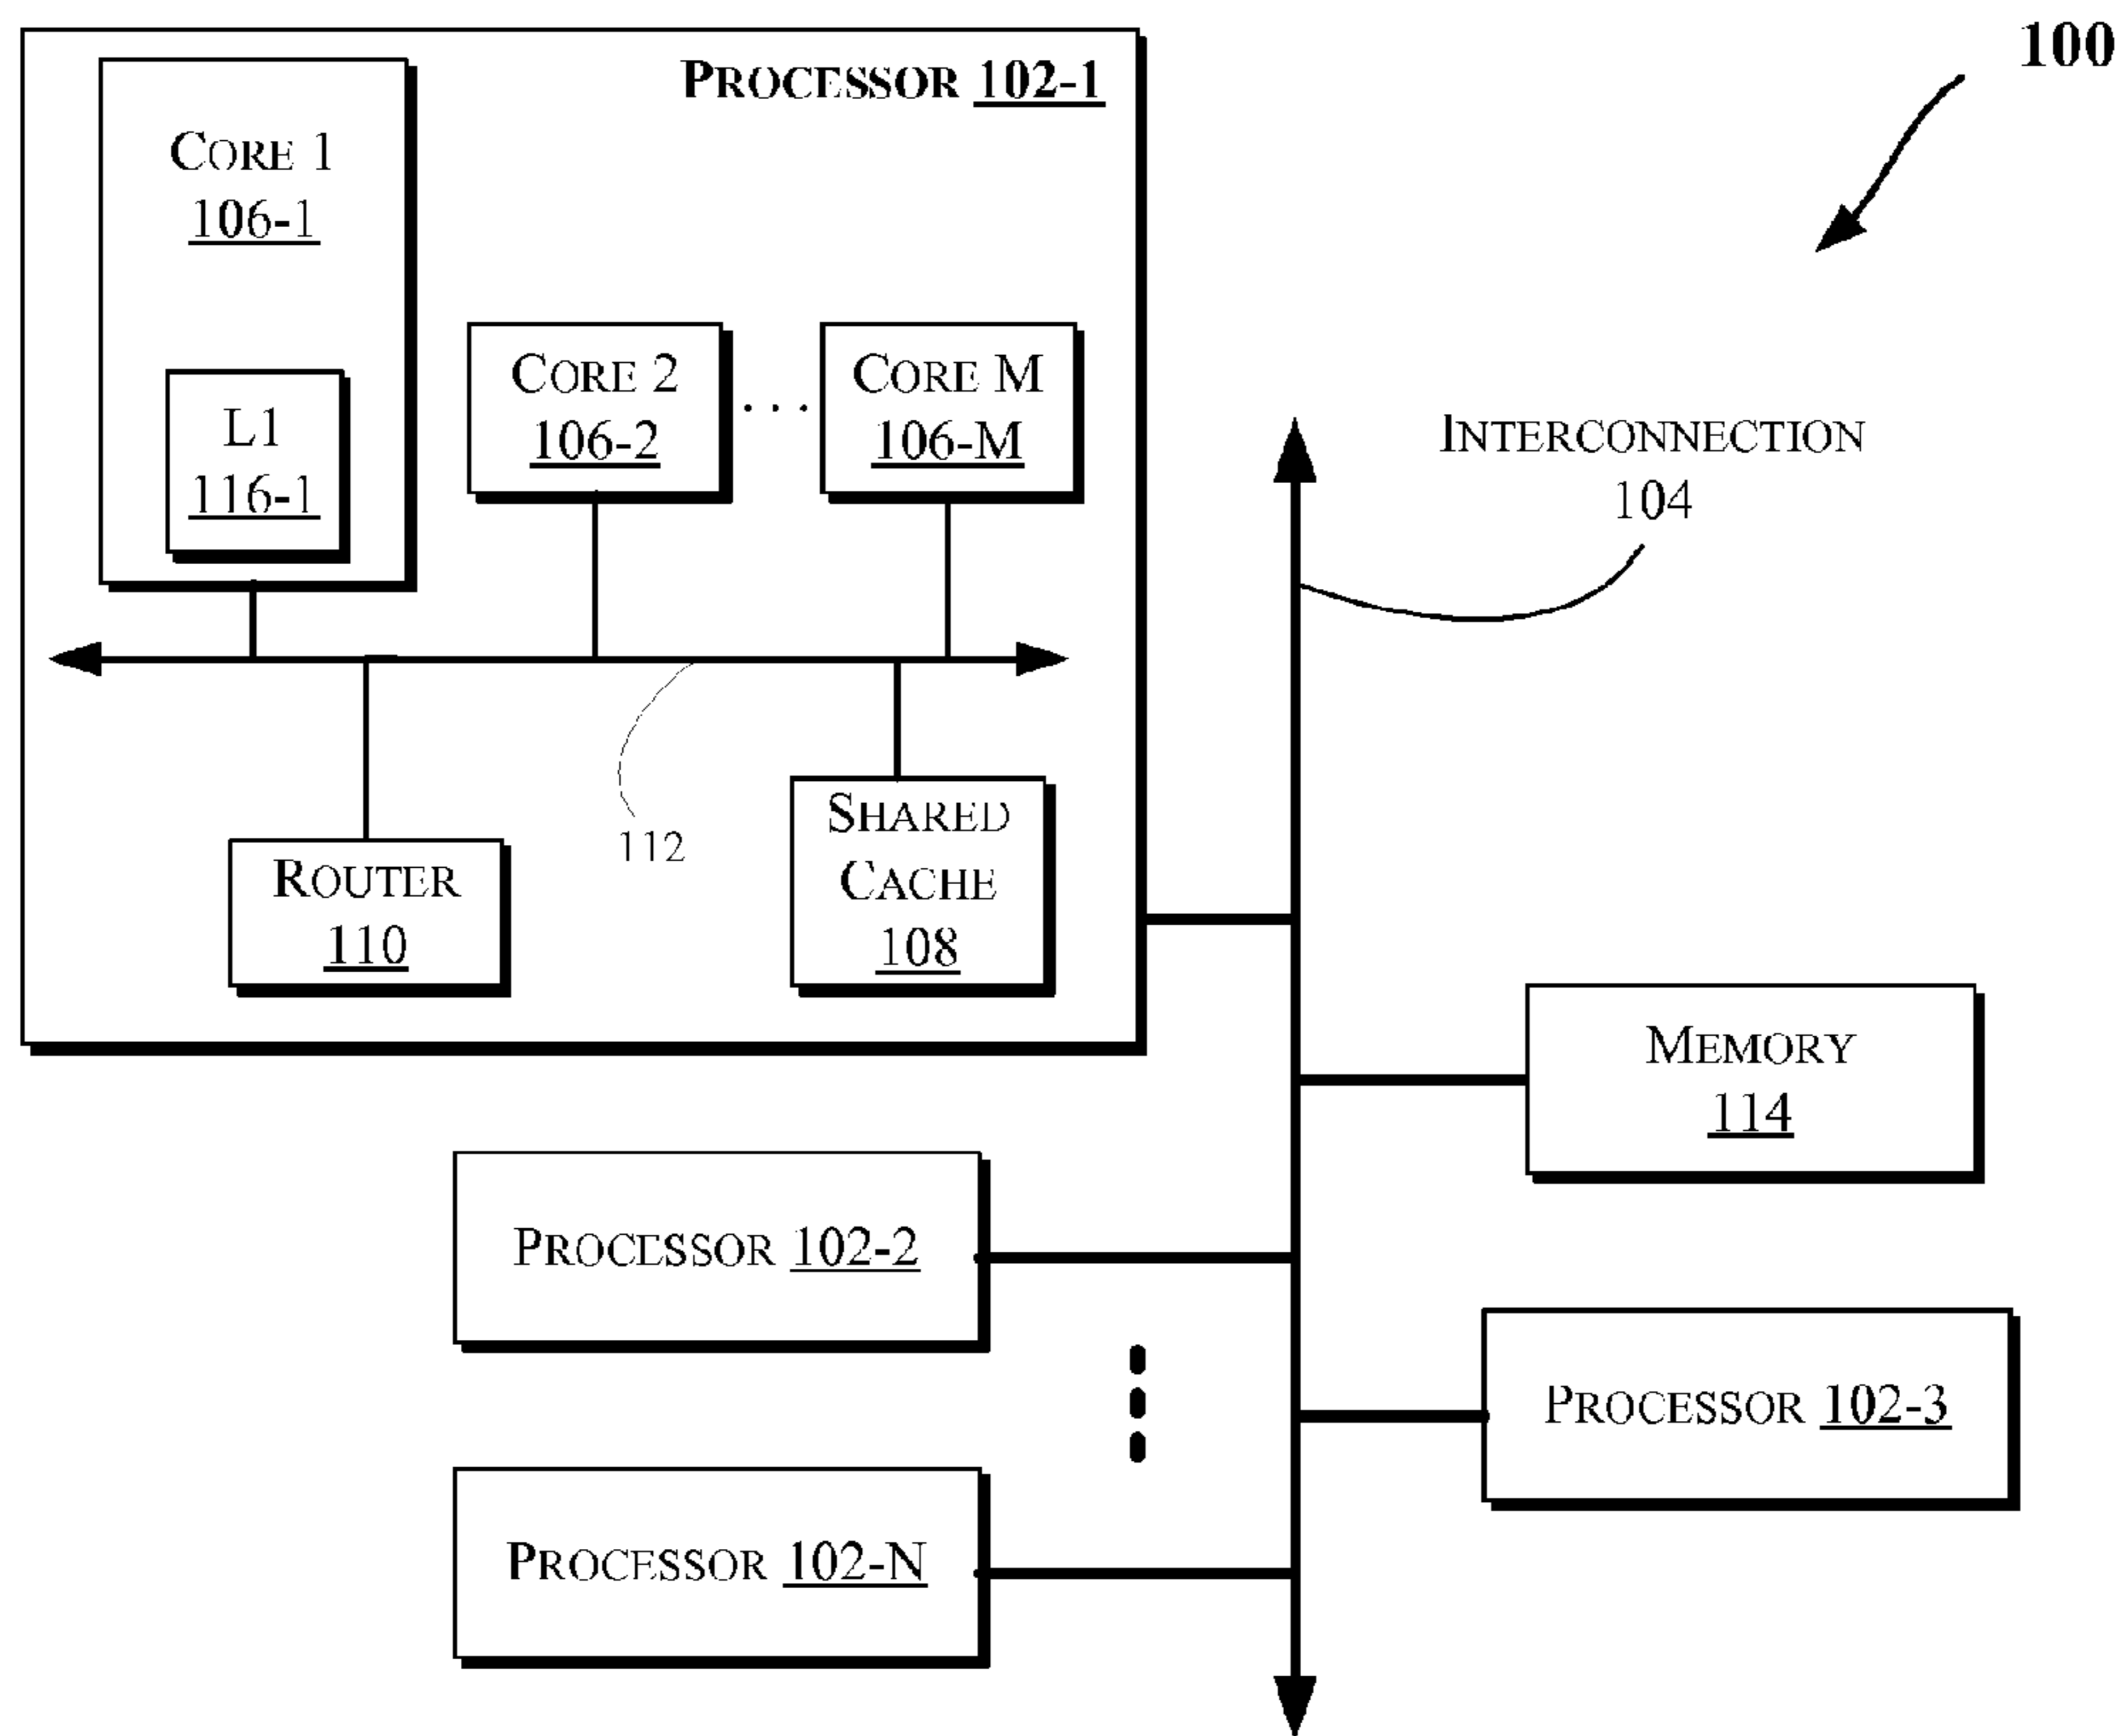 100
PROCESSOR 102-1
CORE 1
106-1
L1
116-1
CORE 2
106-2
...
CORE M
106-M
112
ROUTER
110
SHARED
CACHE
108
INTERCONNECTION
104
MEMORY
114
PROCESSOR 102-2
PROCESSOR 102-3
PROCESSOR 102-N